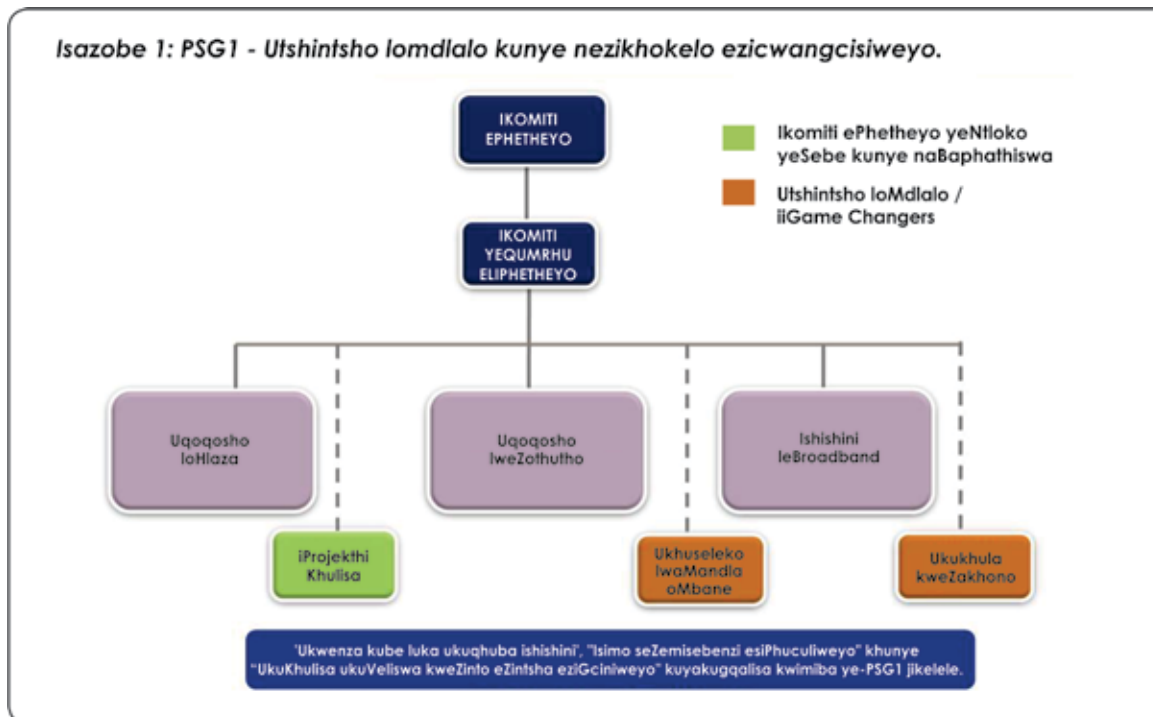 Isazobe 1: PSG1 - Utshintsho lomdlalo kunye nezikhokelo ezicwangcisiweyo.
IKOMITI
EPHETHEYO
Ikomiti ePhetheyo yeNtloko
yeSebe kunye naBaphathiswa
Utshintsho loMdlalo /
iiGame Changers
IKOMITI
YEQUMRHU
ELIPHETHEYO
Uqoqosho
loHlaza
Uqoqosho
lweZothutho
Ishishini
leBroadband
iProjekthi
Khulisa
Ukhuseleko
lwaMandla
oMbane
Ukukhula
kweZakhono
'Ukwenza kube luka ukuqhuba ishishini', "Isimo seZemisebenzi esiPhuculiweyo" khunye
"UkuKhulisa ukuVeliswa kweZinto eZintsha eziGciniweyo" kuyakugqalisa kwimiba ye-PSG1 jikelele.